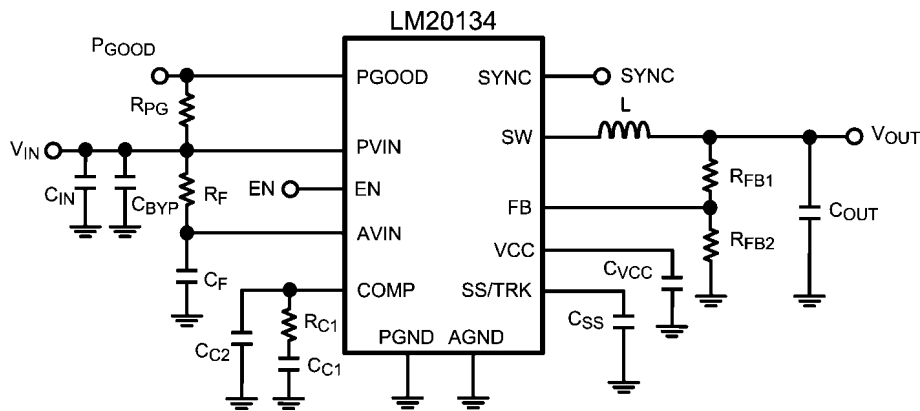 LM20134
PGOOD
PGOOD
SYNC
SYNC
RPG
L
SW
VOUT
VIN
PVIN
CIN
CBYP
RF
EN
EN
RFB1
FB
COUT
AVIN
RFB2
VCC
CVCC
CF
COMP
SS/TRK
CSS
RC1
CC2
CC1
PGND
AGND